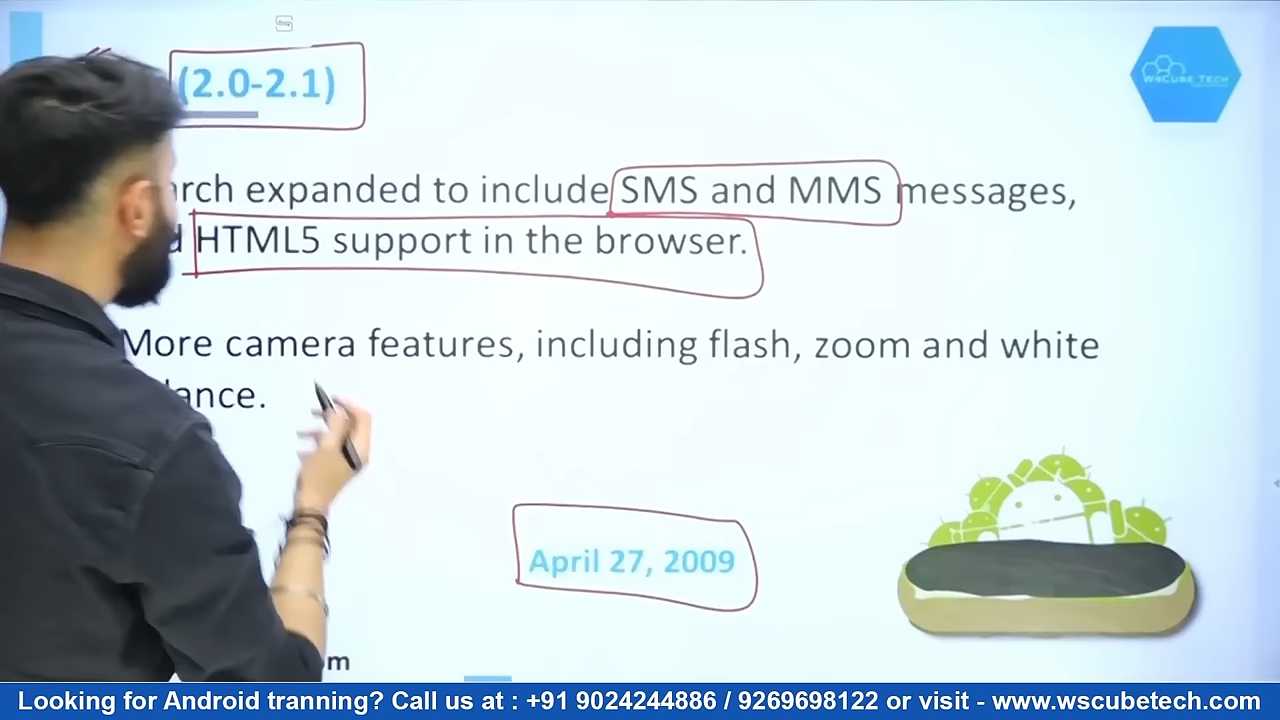 (2.0-2.1)
WSCUBE TECH
expanded to include SMS and MMS messages,
HTML5 support in the browser.
More camera features, including flash, zoom and white
April 27, 2009
Looking for Android tranning? Call us at : +91 9024244886 / 9269698122 or visit - www.wscubetech.com